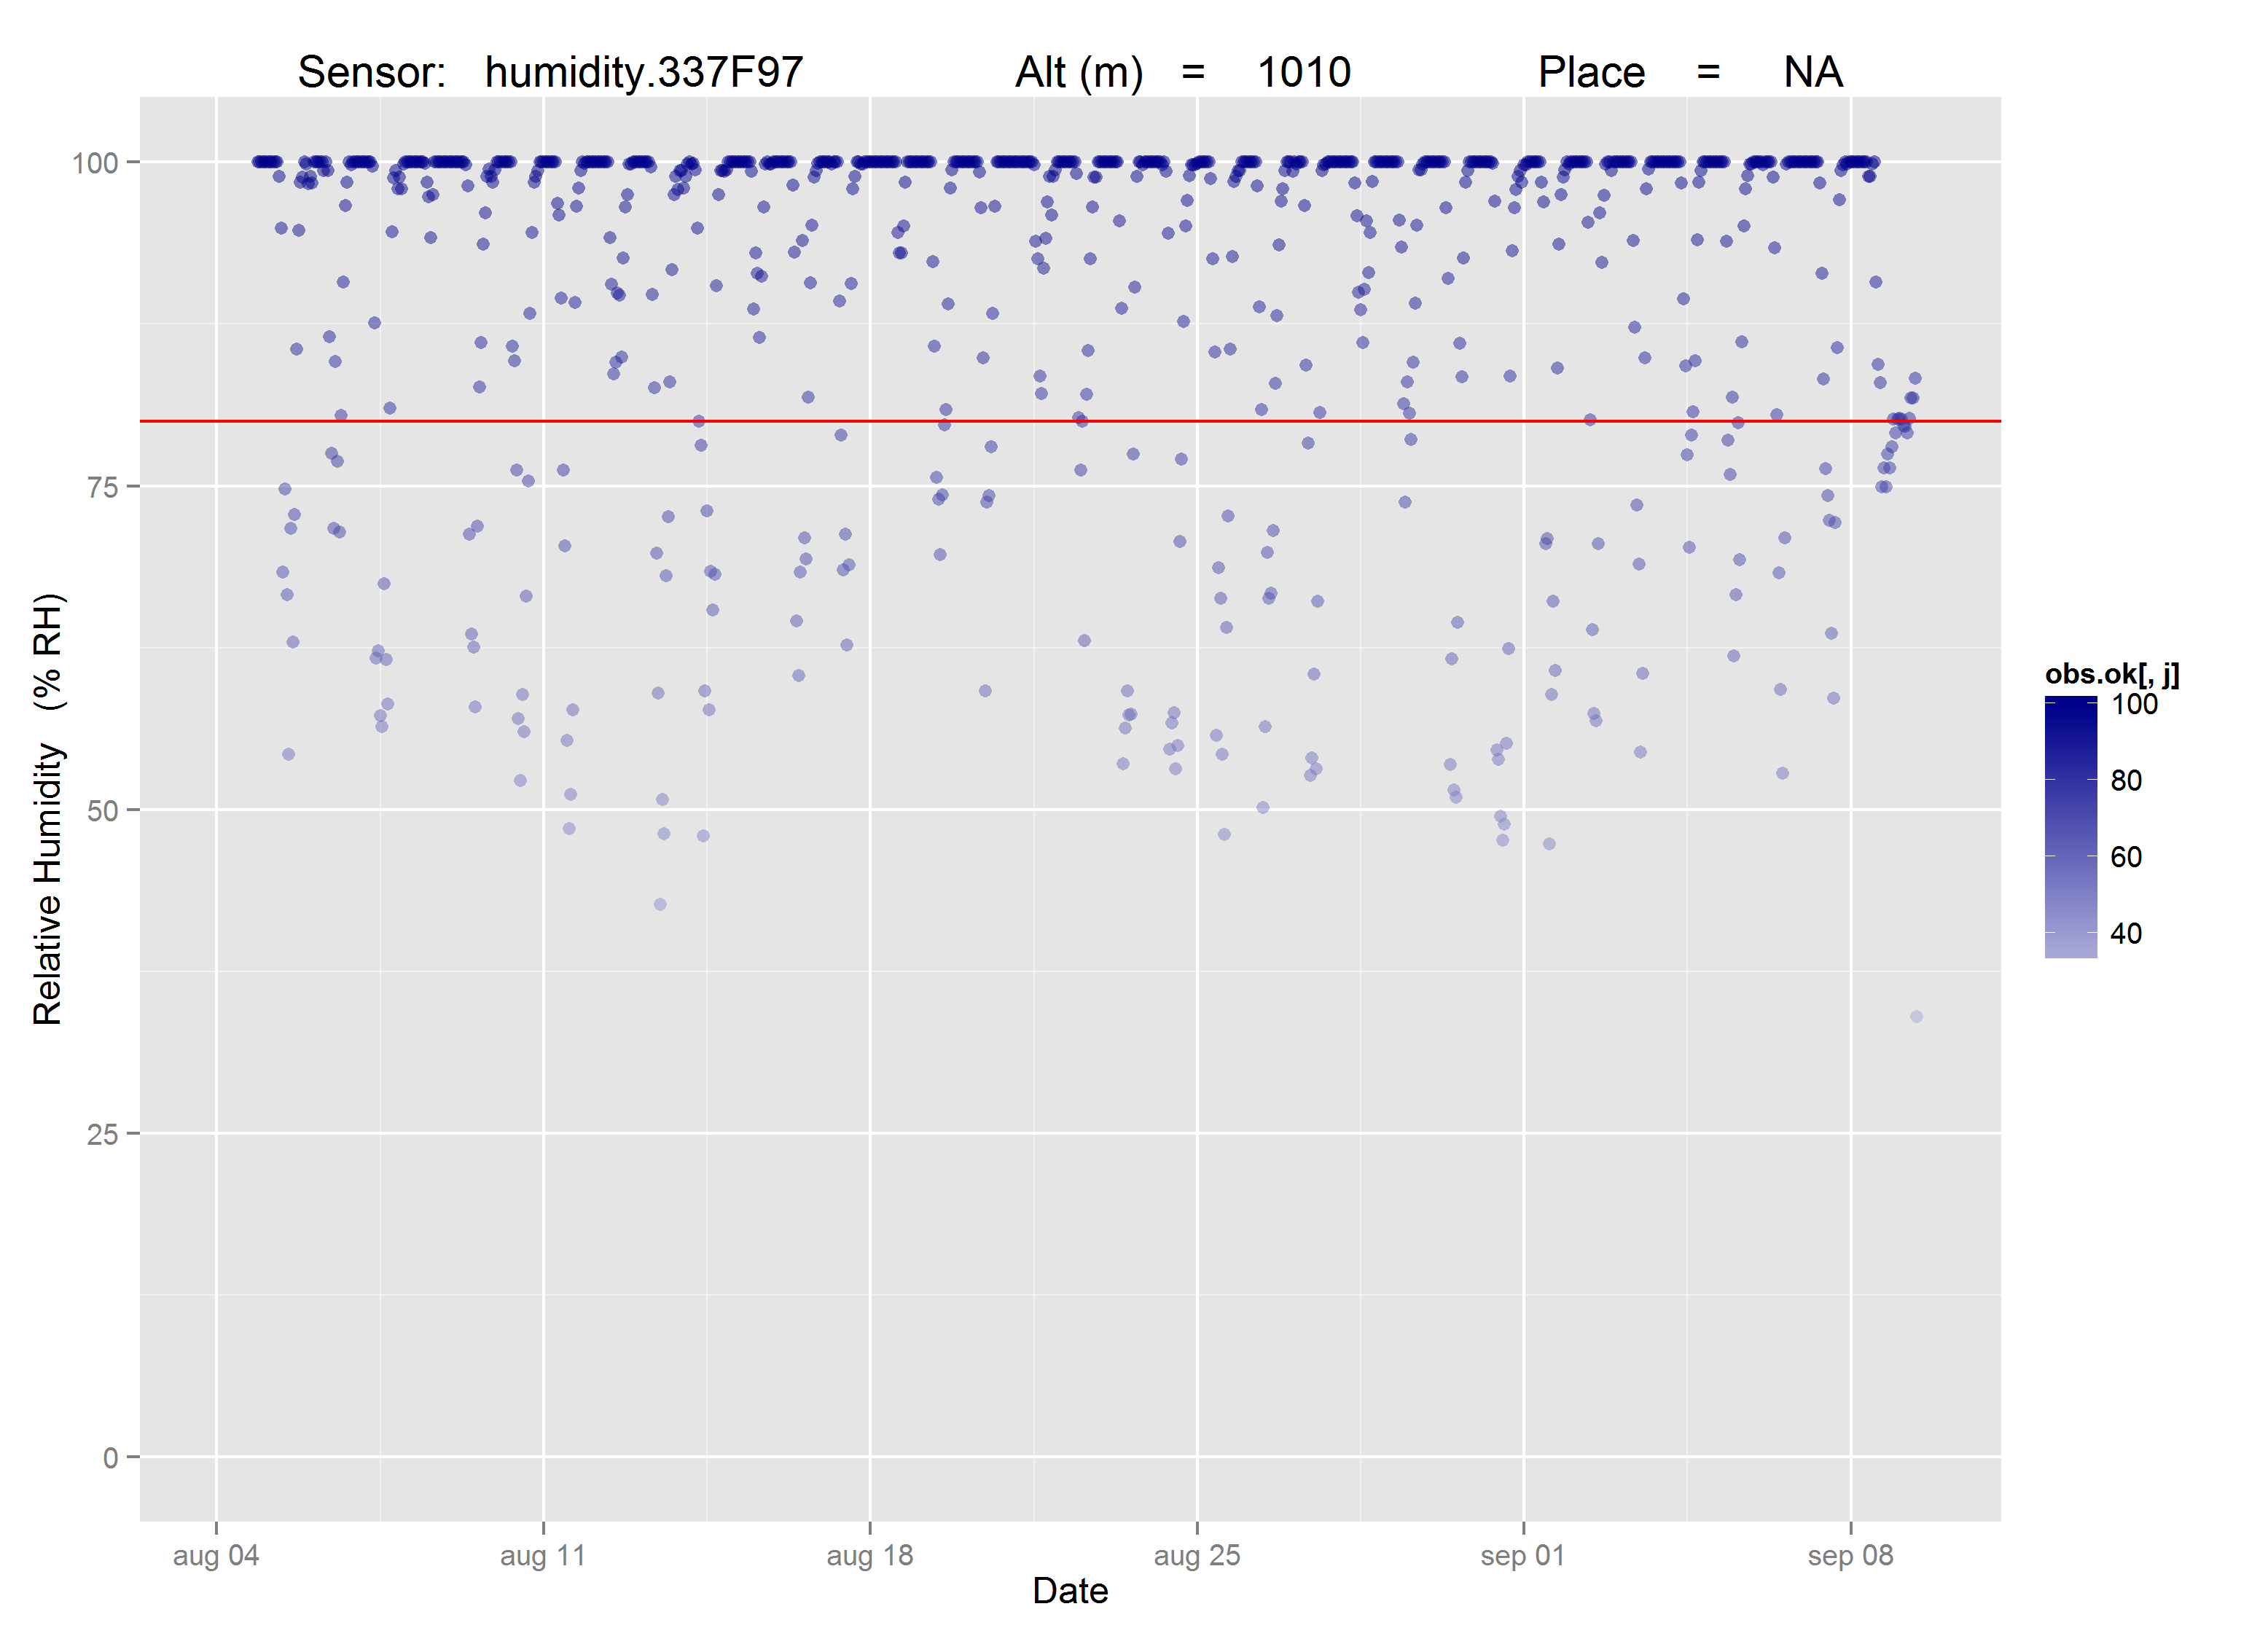 Sensor: humidity.337F97 Alt (m) = 1010 Place = NA
Relative Humidity (% RH)
100
75
50
25
0
aug 04 aug 11 aug 18 aug 25 sep 01 sep 08
Date
obs.ok[, j]
100
80
60
40